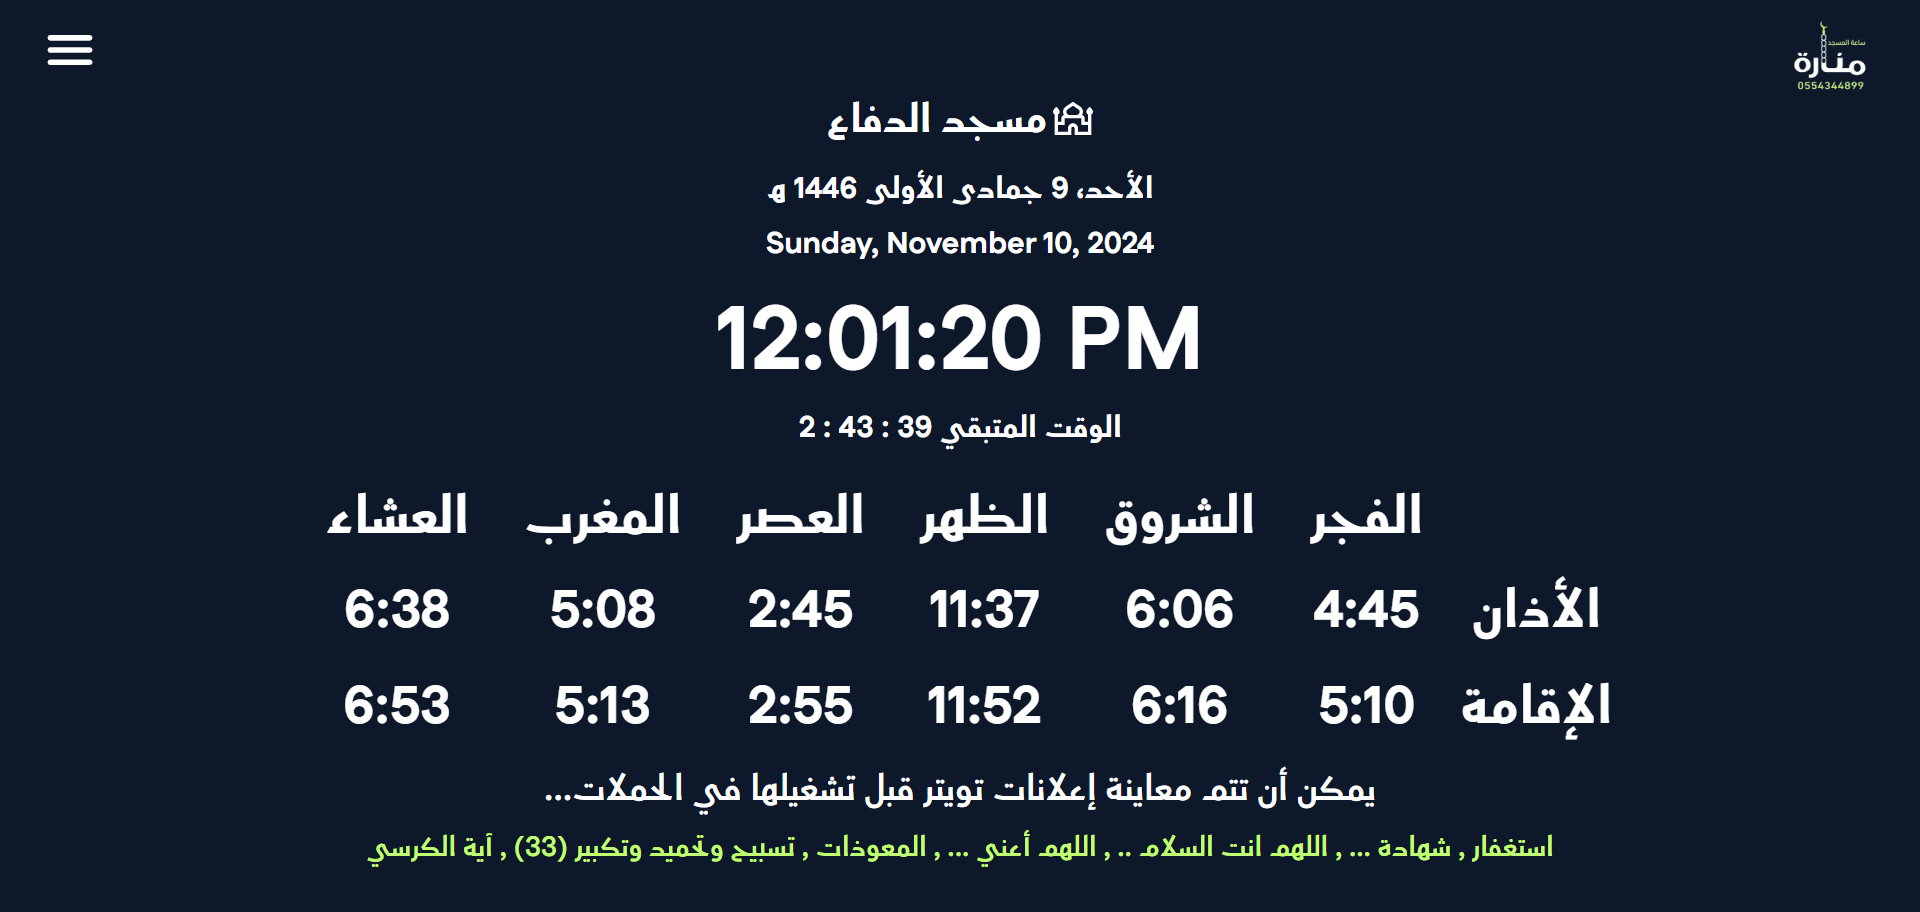 ساعة المسجد
منارة
0554344899
مسجد الدفاع
الأحد، 9 جمادى الأولى 1446 ه
Sunday, November 10, 2024
12:01:20 PM
الوقت المتبقي 39 : 43 : 2
الفجر الشروق الظهر العصر المغرب العشاء
الأذان 4:45 6:06 11:37 2:45 5:08 6:38
الإقامة 5:10 6:16 11:52 2:55 5:13 6:53
يمكن أن تتم معاينة إعلانات تويتر قبل تشغيلها في الحملات...
استغفار , شهادة ... , اللهم انت السلام .. , اللهم أعني ... , المعوذات , تسبيح وتحميد وتكبير (33) , آية الكرسي